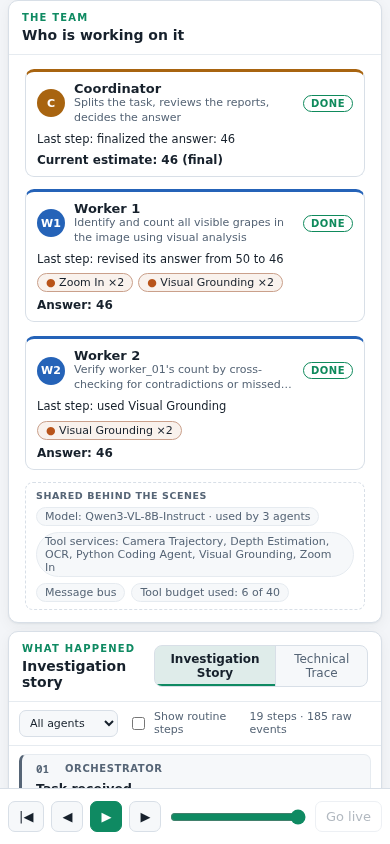 THE TEAM
Who is working on it
C
Coordinator
Splits the task, reviews the reports,
decides the answer
DONE
Last step: finalized the answer: 46
Current estimate: 46 (final)
W1
Worker 1
Identify and count all visible grapes in
the image using visual analysis
DONE
Last step: revised its answer from 50 to 46
Zoom In ×2
Visual Grounding ×2
Answer: 46
W2
Worker 2
Verify worker_01's count by cross-
checking for contradictions or missed…
DONE
Last step: used Visual Grounding
Visual Grounding ×2
Answer: 46
SHARED BEHIND THE SCENES
Model: Qwen3-VL-8B-Instruct · used by 3 agents
Tool services: Camera Trajectory, Depth Estimation,
OCR, Python Coding Agent, Visual Grounding, Zoom
In
Message bus
Tool budget used: 6 of 40
WHAT HAPPENED
Investigation
story
Investigation
Story
Technical
Trace
All agents
Show routine
steps
19 steps · 185 raw
events
01 ORCHESTRATOR
Task received
Go live